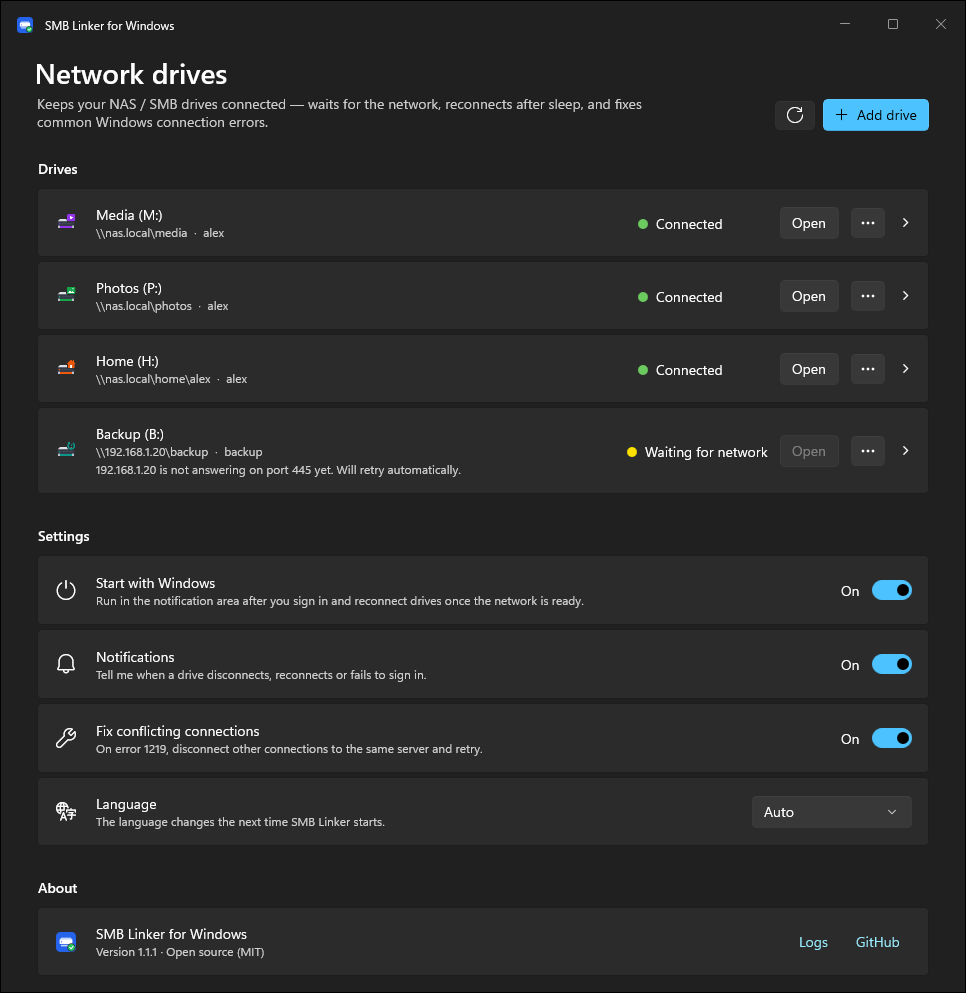 SMB Linker for Windows
Network drives
Keeps your NAS / SMB drives connected — waits for the network, reconnects after sleep, and fixes
common Windows connection errors.
Add drive
Drives
Media (M:)
\\nas.local\media · alex
Connected
Open
Photos (P:)
\\nas.local\photos · alex
Connected
Open
Home (H:)
\\nas.local\home\alex · alex
Connected
Open
Backup (B:)
\\192.168.1.20\backup · backup
192.168.1.20 is not answering on port 445 yet. Will retry automatically.
Waiting for network
Open
Settings
Start with Windows
Run in the notification area after you sign in and reconnect drives once the network is ready.
On
Notifications
Tell me when a drive disconnects, reconnects or fails to sign in.
On
Fix conflicting connections
On error 1219, disconnect other connections to the same server and retry.
On
Language
The language changes the next time SMB Linker starts.
Auto
About
SMB Linker for Windows
Version 1.1.1 · Open source (MIT)
Logs
GitHub